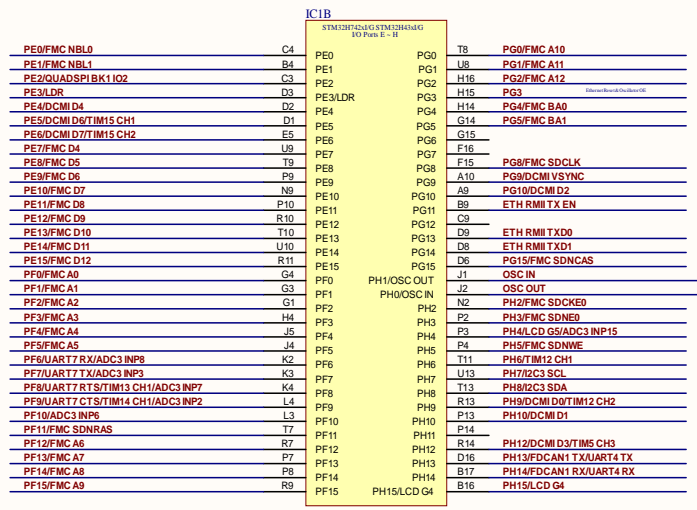 IC1B
STM32H742xI/G STM32H43xI/G
I/O Ports E ~ H
PE0/FMC NBL0 C4 PE0 PG0 T8 PG0/FMC A10
PE1/FMC NBL1 B4 PE1 PG1 U8 PG1/FMC A11
PE2/QUADSPI BK1 IO2 C3 PE2 PG2 H16 PG2/FMC A12
PE3/LDR D3 PE3/LDR PG3 H15 PG3 Ethernet Reset & Oscillator OE
PE4/DCMI D4 D2 PE4 PG4 H14 PG4/FMC BA0
PE5/DCMI D6/TIM15 CH1 D1 PE5 PG5 G14 PG5/FMC BA1
PE6/DCMI D7/TIM15 CH2 E5 PE6 PG6 G15
PE7/FMC D4 U9 PE7 PG7 F16
PE8/FMC D5 T9 PE8 PG8 F15 PG8/FMC SDCLK
PE9/FMC D6 P9 PE9 PG9 A10 PG9/DCMI VSYNC
PE10/FMC D7 N9 PE10 PG10 A9 PG10/DCMI D2
PE11/FMC D8 P10 PE11 PG11 B9 ETH RMII TX EN
PE12/FMC D9 R10 PE12 PG12 C9
PE13/FMC D10 T10 PE13 PG13 D9 ETH RMII TXD0
PE14/FMC D11 U10 PE14 PG14 D8 ETH RMII TXD1
PE15/FMC D12 R11 PE15 PG15 D6 PG15/FMC SDNCAS
PF0/FMC A0 G4 PF0 PH1/OSC OUT J1 OSC IN
PF1/FMC A1 G3 PF1 PH0/OSC IN J2 OSC OUT
PF2/FMC A2 G1 PF2 PH2 N2 PH2/FMC SDCKE0
PF3/FMC A3 H4 PF3 PH3 P2 PH3/FMC SDNE0
PF4/FMC A4 J5 PF4 PH4 P3 PH4/LCD G5/ADC3 INP15
PF5/FMC A5 J4 PF5 PH5 P4 PH5/FMC SDNWE
PF6/UART7 RX/ADC3 INP8 K2 PF6 PH6 T11 PH6/TIM12 CH1
PF7/UART7 TX/ADC3 INP3 K3 PF7 PH7 U13 PH7/I2C3 SCL
PF8/UART7 RTS/TIM13 CH1/ADC3 INP7 K4 PF8 PH8 T13 PH8/I2C3 SDA
PF9/UART7 CTS/TIM14 CH1/ADC3 INP2 L4 PF9 PH9 R13 PH9/DCMI D0/TIM12 CH2
PF10/ADC3 INP6 L3 PF10 PH10 P13 PH10/DCMI D1
PF11/FMC SDNRAS T7 PF11 PH11 P14
PF12/FMC A6 R7 PF12 PH12 R14 PH12/DCMI D3/TIM5 CH3
PF13/FMC A7 P7 PF13 PH13 D16 PH13/FDCAN1 TX/UART4 TX
PF14/FMC A8 P8 PF14 PH14 B17 PH14/FDCAN1 RX/UART4 RX
PF15/FMC A9 R9 PF15 PH15/LCD G4 B16 PH15/LCD G4